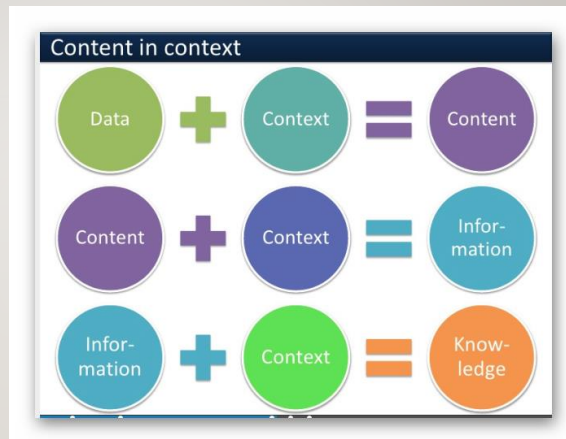 Content in context
Data + Context = Content
Content + Context = Infor-
mation
Infor-
mation + Context = Know-
ledge